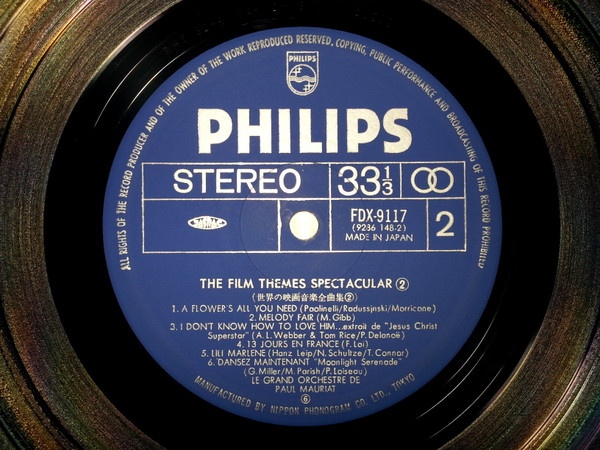 ALL RIGHTS OF THE RECORD PRODUCER AND OF THE OWNER OF THE WORK REPRODUCED RESERVED. COPYING, PUBLIC PERFORMANCE AND BROADCASTING OF THIS RECORD PROHIBITED
PHILIPS
PHILIPS
STEREO 33 1/3
FDX-9117
(9236 148-2)
MADE IN JAPAN
2
THE FILM THEMES SPECTACULAR ②
〈世界の映画音楽全曲集②〉
1. A FLOWER'S ALL YOU NEED (Paolinelli/Radussjnski/Morricone)
2. MELODY FAIR (M. Gibb)
3. I DON'T KNOW HOW TO LOVE HIM...extrait de "Jesus Christ
Superstar" (A. L. Webber & Tom Rice/P. Delanoë)
4. 13 JOURS EN FRANCE (F. Lai)
5. LILI MARLENE (Hanz Leip/N. Schultze/T. Connor)
6. DANSEZ MAINTENANT "Moonlight Serenade"
(G. Miller/M. Parish/P. Loiseau)
LE GRAND ORCHESTRE DE
PAUL MAURIAT
⑥
MANUFACTURED BY NIPPON PHONOGRAM CO. LTD., TOKYO